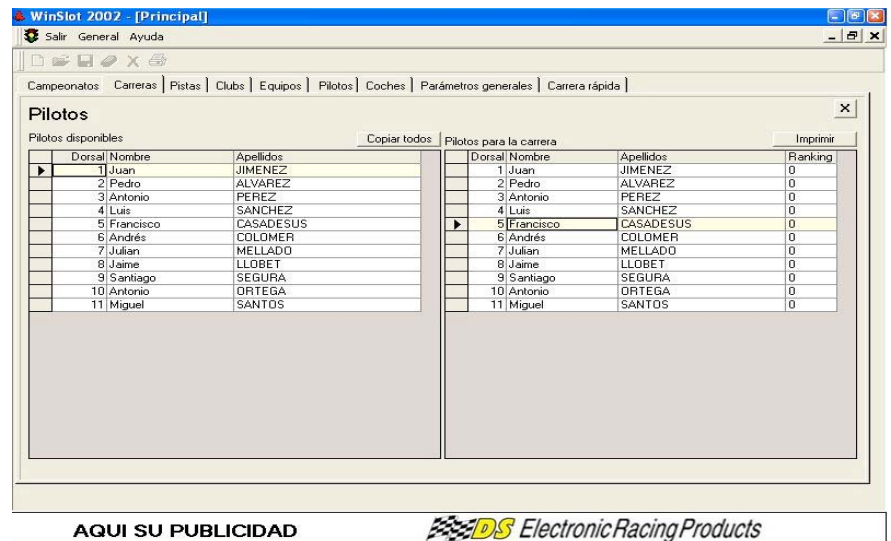 WinSlot 2002 - [Principal]
Salir General Ayuda
Campeonatos Carreras Pistas Clubs Equipos Pilotos Coches Parámetros generales Carrera rápida
Pilotos
Pilotos disponibles Copiar todos
Dorsal Nombre Apellidos
1 Juan JIMENEZ
2 Pedro ALVAREZ
3 Antonio PEREZ
4 Luis SANCHEZ
5 Francisco CASADESUS
6 Andrés COLOMER
7 Julian MELLADO
8 Jaime LLOBET
9 Santiago SEGURA
10 Antonio ORTEGA
11 Miguel SANTOS
Pilotos para la carrera Imprimir
Dorsal Nombre Apellidos Ranking
1 Juan JIMENEZ 0
2 Pedro ALVAREZ 0
3 Antonio PEREZ 0
4 Luis SANCHEZ 0
5 Francisco CASADESUS 0
6 Andrés COLOMER 0
7 Julian MELLADO 0
8 Jaime LLOBET 0
9 Santiago SEGURA 0
10 Antonio ORTEGA 0
11 Miguel SANTOS 0
AQUI SU PUBLICIDAD
DS Electronic Racing Products